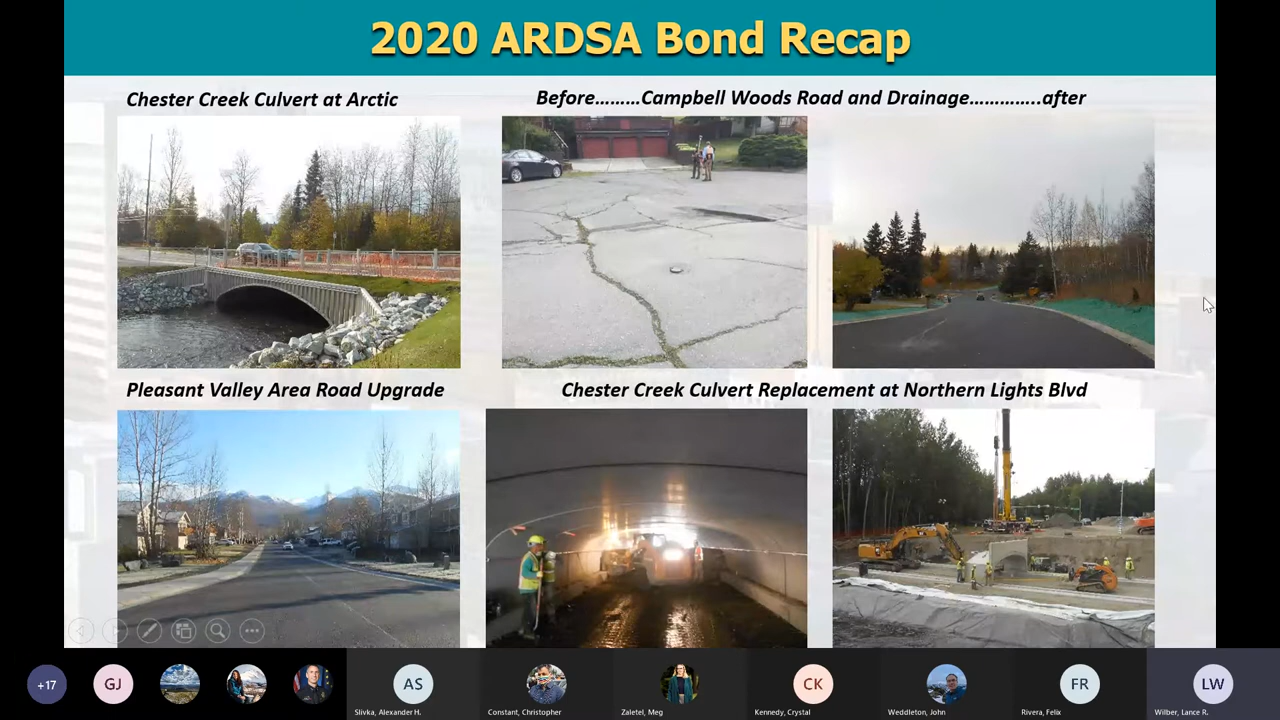 2020 ARDSA Bond Recap
Chester Creek Culvert at Arctic
Before………Campbell Woods Road and Drainage…………..after
Pleasant Valley Area Road Upgrade
Chester Creek Culvert Replacement at Northern Lights Blvd
+17
GJ
AS
CK
FR
LW
Slivka, Alexander H.
Constant, Christopher
Zaletel, Meg
Kennedy, Crystal
Weddleton, John
Rivera, Felix
Wilber, Lance R.